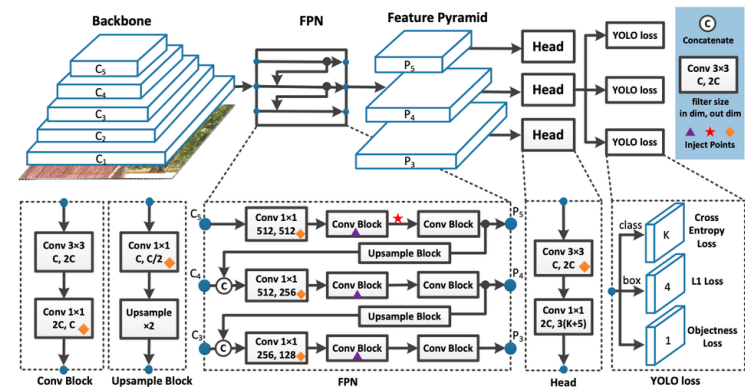 Backbone
FPN
Feature Pyramid
C5
C4
C3
C2
C1
P5
P4
P3
Head
Head
Head
YOLO loss
YOLO loss
YOLO loss
C
Concatenate
Conv 3×3
C, 2C
filter size
in dim, out dim
Inject Points
Conv 3×3
C, 2C
Conv 1×1
2C, C
Conv Block
Conv 1×1
C, C/2
Upsample
×2
Upsample Block
C5
Conv 1×1
512, 512
Conv Block
Conv Block
P5
Upsample Block
C4
C
Conv 1×1
512, 256
Conv Block
Conv Block
P4
Upsample Block
C3
C
Conv 1×1
256, 128
Conv Block
Conv Block
P3
FPN
Conv 3×3
C, 2C
Conv 1×1
2C, 3(K+5)
Head
class
K
Cross
Entropy
Loss
box
4
L1 Loss
1
Objectness
Loss
YOLO loss